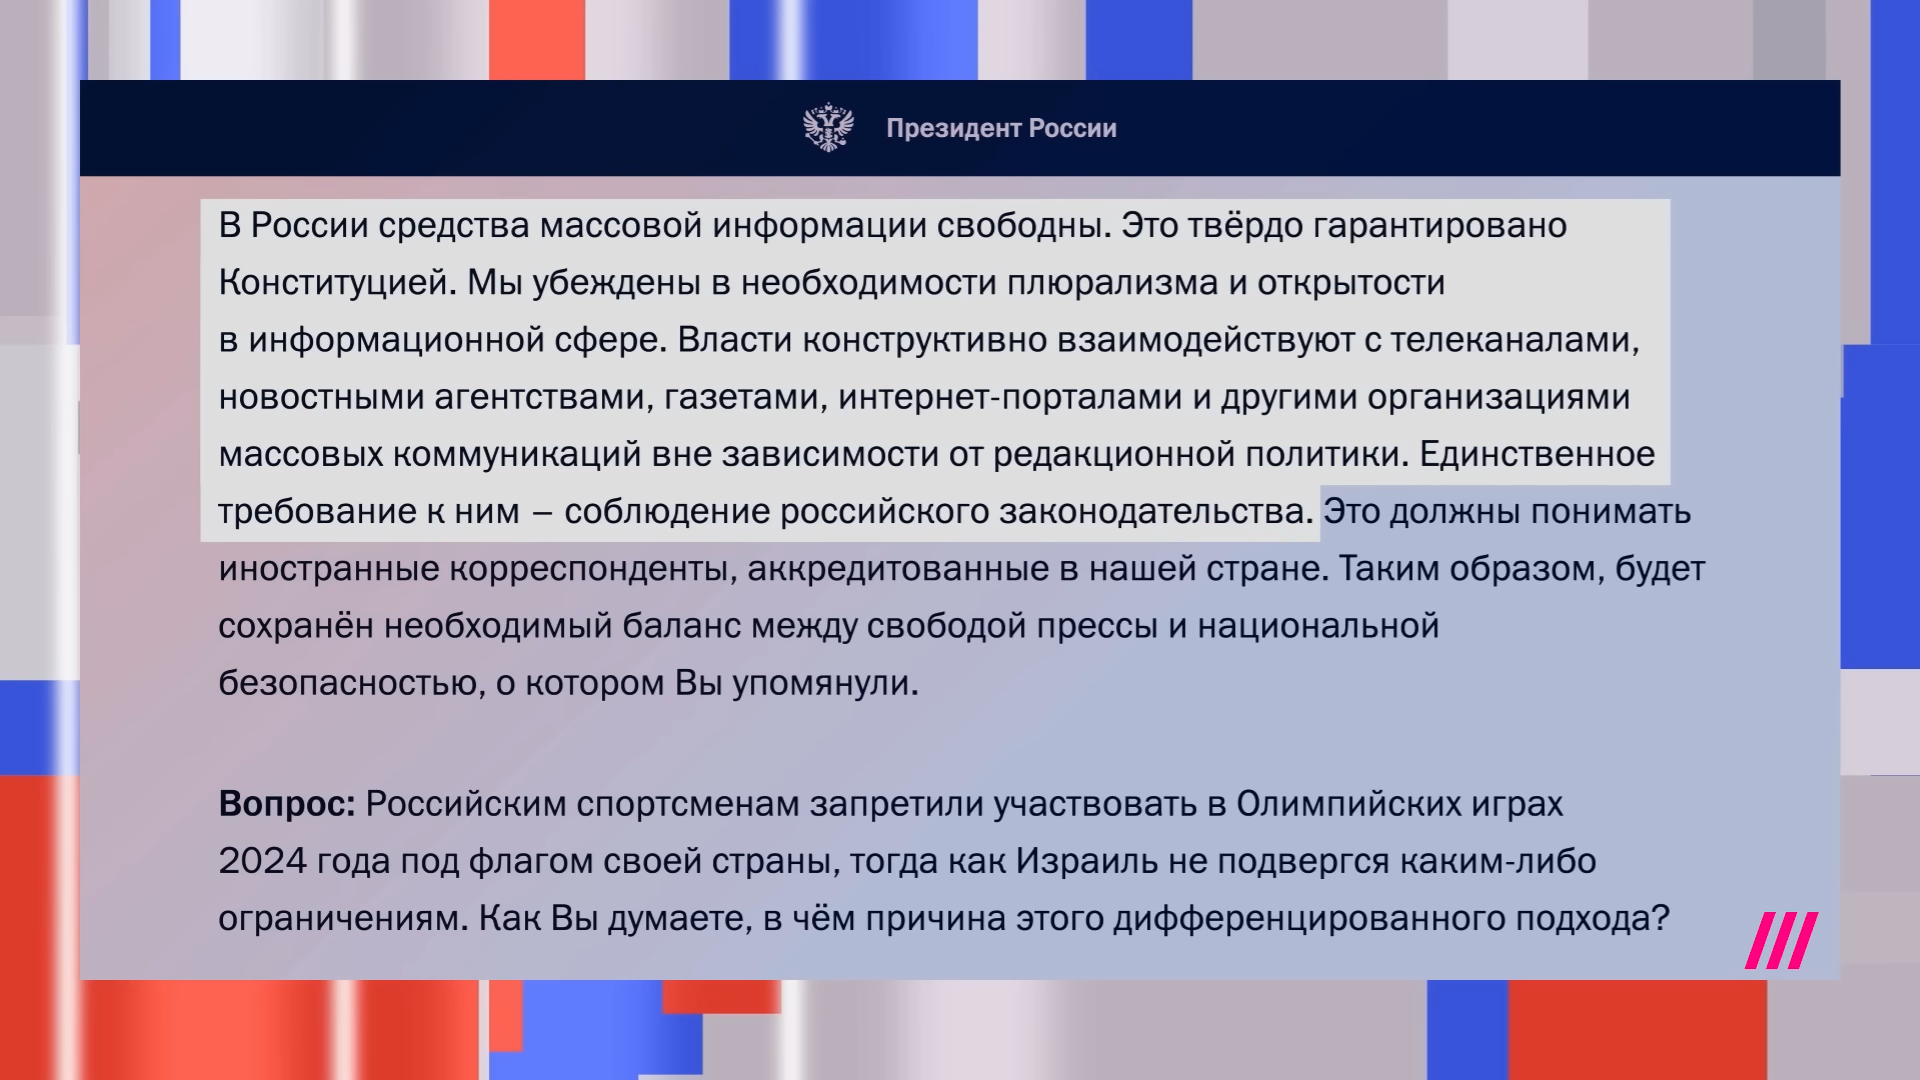 Президент России
В России средства массовой информации свободны. Это твёрдо гарантировано
Конституцией. Мы убеждены в необходимости плюрализма и открытости
в информационной сфере. Власти конструктивно взаимодействуют с телеканалами,
новостными агентствами, газетами, интернет-порталами и другими организациями
массовых коммуникаций вне зависимости от редакционной политики. Единственное
требование к ним – соблюдение российского законодательства. Это должны понимать
иностранные корреспонденты, аккредитованные в нашей стране. Таким образом, будет
сохранён необходимый баланс между свободой прессы и национальной
безопасностью, о котором Вы упомянули.
Вопрос: Российским спортсменам запретили участвовать в Олимпийских играх
2024 года под флагом своей страны, тогда как Израиль не подвергся каким-либо
ограничениям. Как Вы думаете, в чём причина этого дифференцированного подхода?